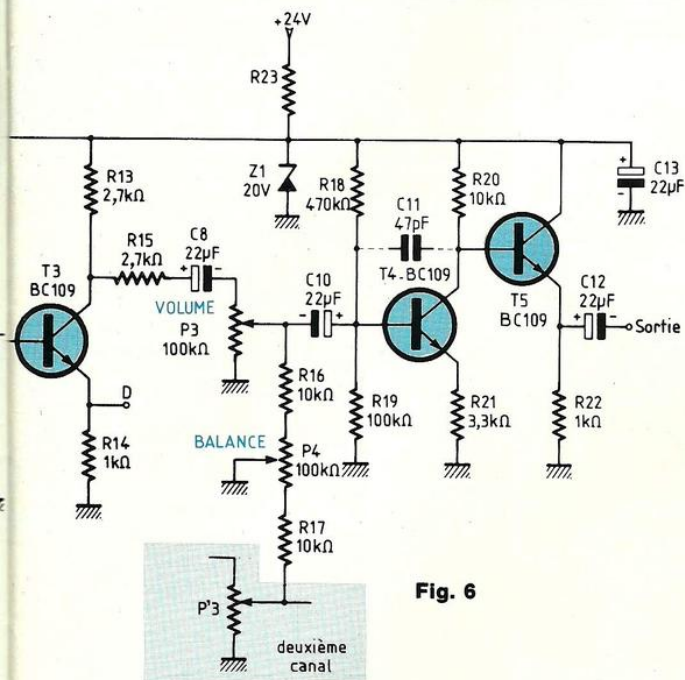 +24V
R23
R13
2,7kΩ
Z1
20V
R18
470kΩ
C11
47pF
R20
10kΩ
C13
22µF
+
-
R15
2,7kΩ
C8
22µF
+
-
T3
BC109
VOLUME
P3
100kΩ
C10
22µF
-
+
T4-BC109
T5
BC109
C12
22µF
+
-
Sortie
D
R14
1kΩ
R16
10kΩ
BALANCE
P4
100kΩ
R19
100kΩ
R21
3,3kΩ
R22
1kΩ
R17
10kΩ
P'3
deuxième
canal
Fig. 6